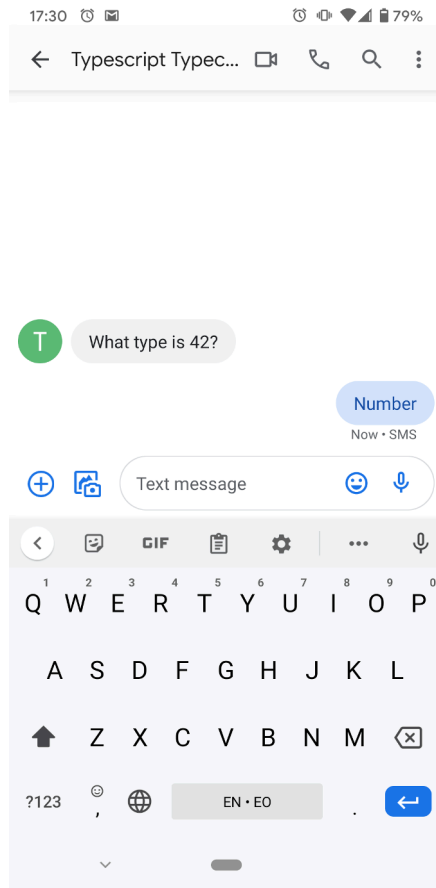 17:30 79%
Typescript Typec...
What type is 42?
Number
Now • SMS
Text message
GIF
1 2 3 4 5 6 7 8 9 0
Q W E R T Y U I O P
A S D F G H J K L
Z X C V B N M
?123 , EN • EO .